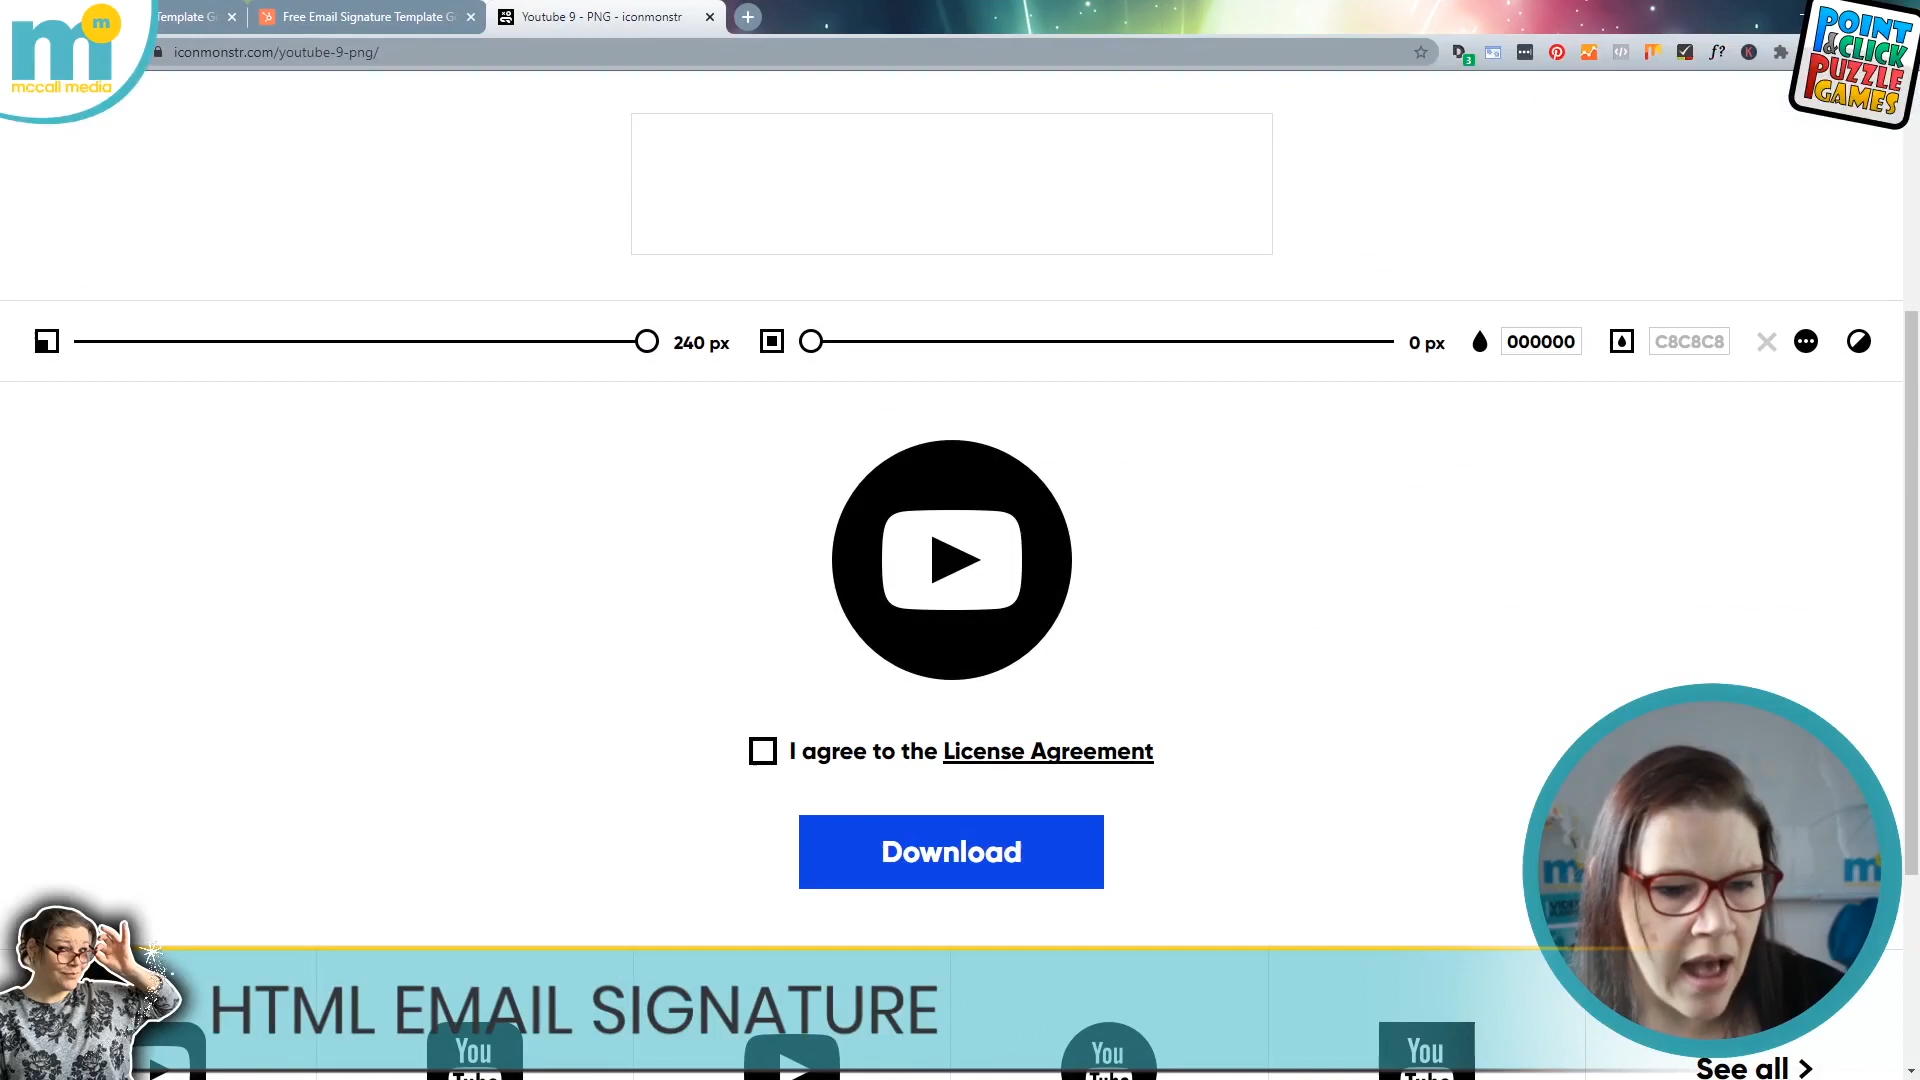 Template G
Free Email Signature Template G
Youtube 9 - PNG - iconmonstr
iconmonstr.com/youtube-9-png/
3
f?
K
m
m
mccall media
POINT
&CLICK
PUZZLE
GAMES
240 px
0 px
000000
C8C8C8
I agree to the License Agreement
Download
HTML EMAIL SIGNATURE
You
You
You
See all >